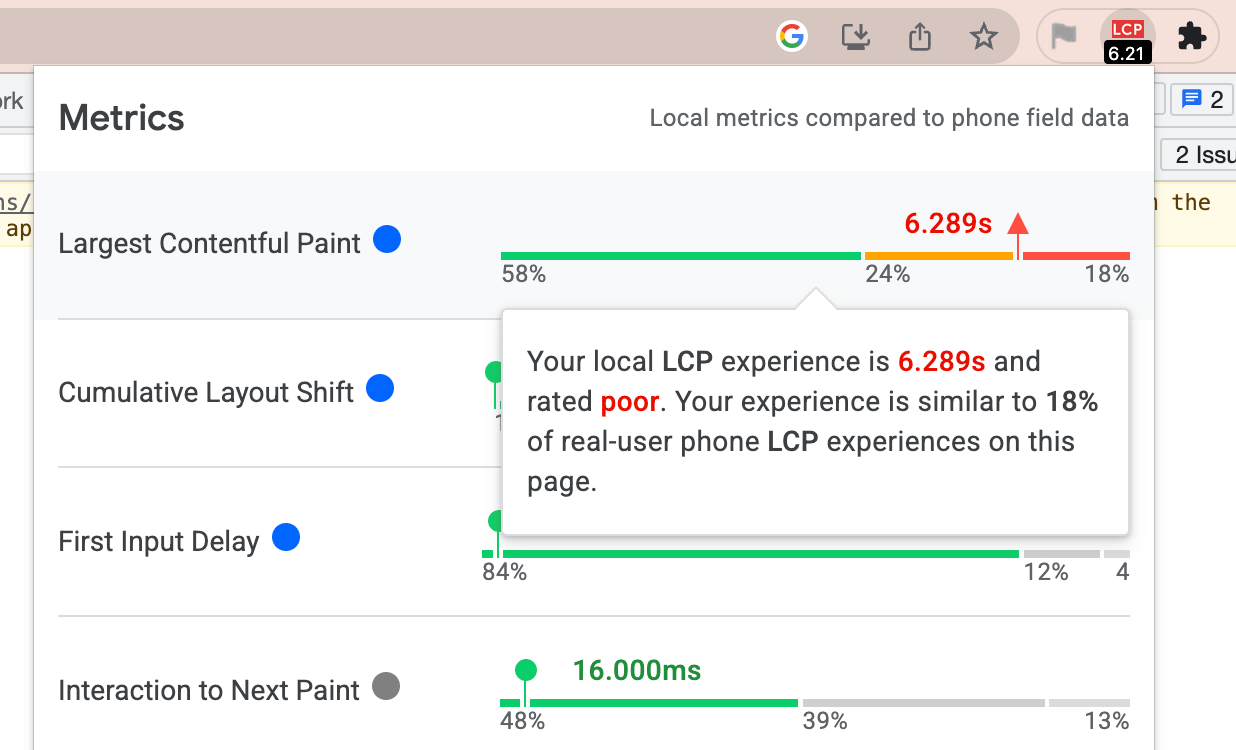 LCP
6.21
rk
2
Metrics
Local metrics compared to phone field data
2 Issu
ns/
the
ap
Largest Contentful Paint
6.289s
58%
24%
18%
Your local LCP experience is 6.289s and
rated poor. Your experience is similar to 18%
of real-user phone LCP experiences on this
page.
Cumulative Layout Shift
First Input Delay
84%
12%
4
Interaction to Next Paint
16.000ms
48%
39%
13%